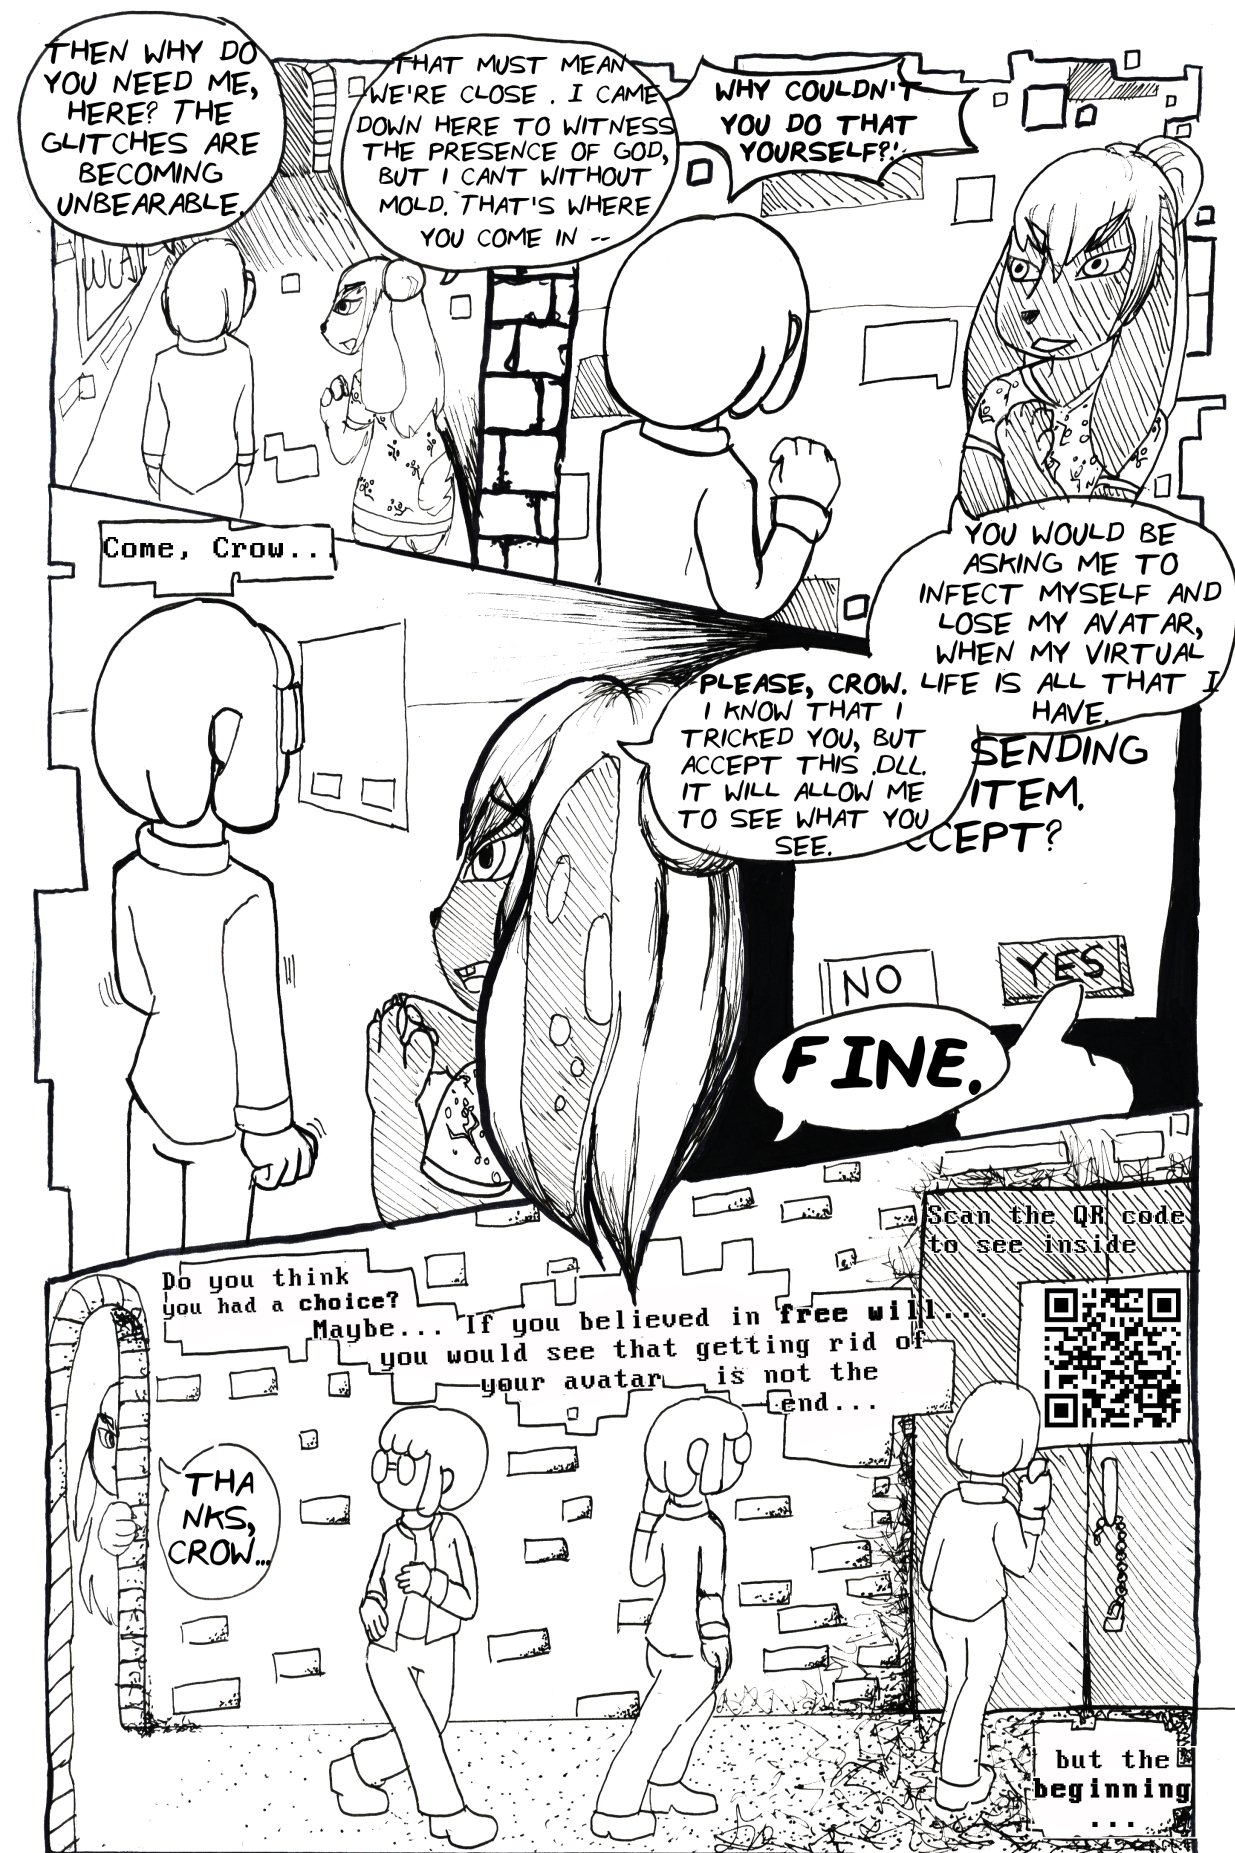 THEN WHY DO
YOU NEED ME,
HERE? THE
GLITCHES ARE
BECOMING
UNBEARABLE.
THAT MUST MEAN
WE'RE CLOSE . I CAME
DOWN HERE TO WITNESS
THE PRESENCE OF GOD,
BUT I CANT WITHOUT
MOLD. THAT'S WHERE
YOU COME IN --
WHY COULDN'T
YOU DO THAT
YOURSELF?!
YOU WOULD BE
ASKING ME TO
INFECT MYSELF AND
LOSE MY AVATAR,
WHEN MY VIRTUAL
LIFE IS ALL THAT I
HAVE.
Come, Crow...
PLEASE, CROW.
I KNOW THAT I
TRICKED YOU, BUT
ACCEPT THIS .DLL.
IT WILL ALLOW ME
TO SEE WHAT YOU
SEE.
SENDING
ITEM.
CCEPT?
NO
YES
FINE.
Do you think
you had a choice?
Maybe... If you believed in free will...
you would see that getting rid of
your avatar is not the
end...
Scan the QR code
to see inside
THA
NKS,
CROW...
but the
beginning
...